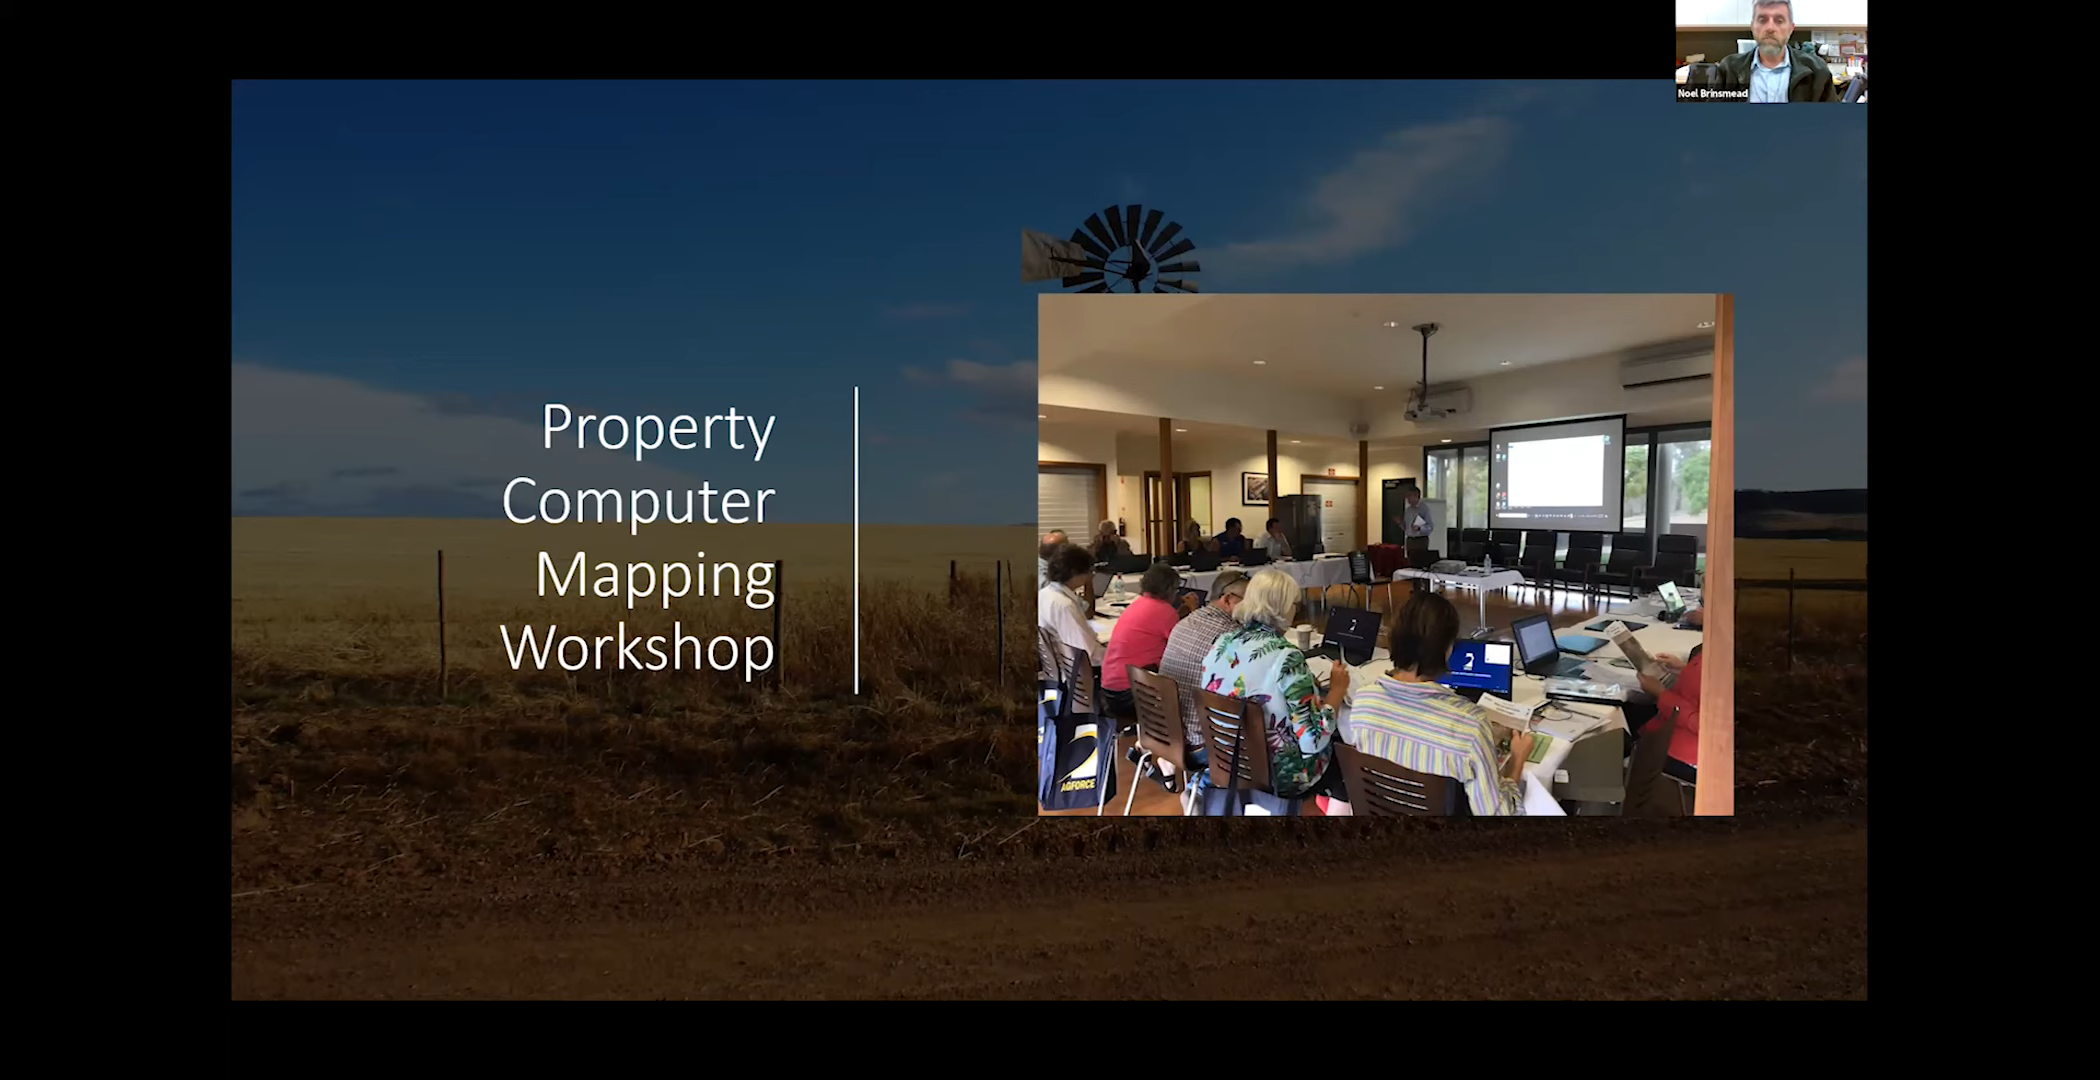 Noel Brinsmead
Property
Computer
Mapping
Workshop
AGFORCE